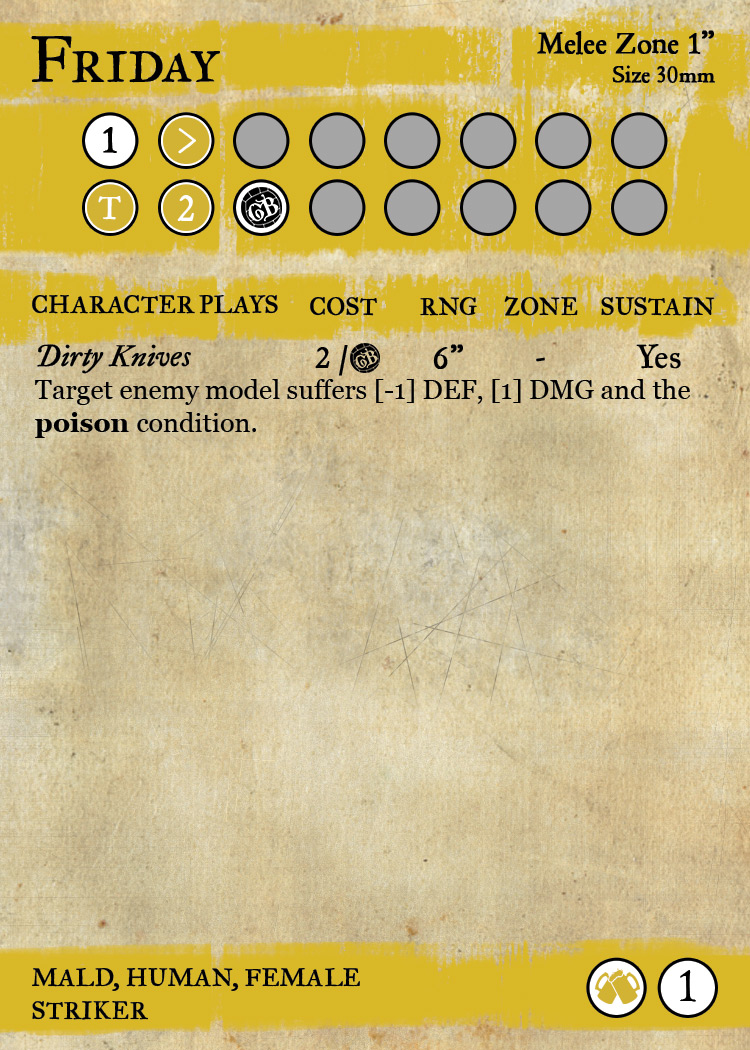 Friday
Melee Zone 1”
Size 30mm
1 >
T 2 GB
CHARACTER PLAYS COST RNG ZONE SUSTAIN
Dirty Knives 2 /GB 6” - Yes
Target enemy model suffers [-1] DEF, [1] DMG and the
poison condition.
MALD, HUMAN, FEMALE
STRIKER
1